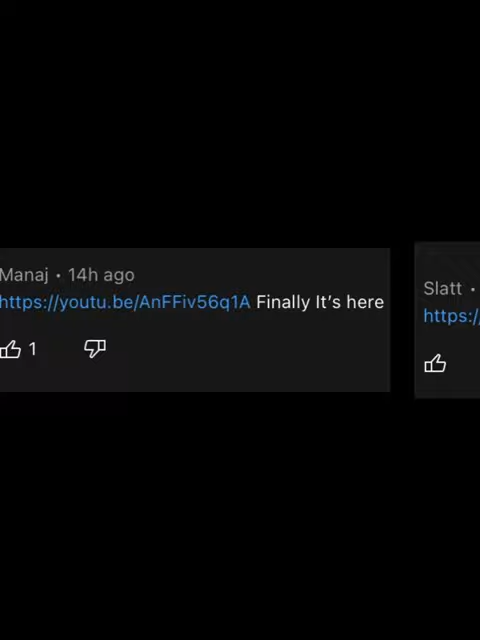 Manaj • 14h ago
https://youtu.be/AnFFiv56q1A Finally It's here
1
Slatt •
https:/